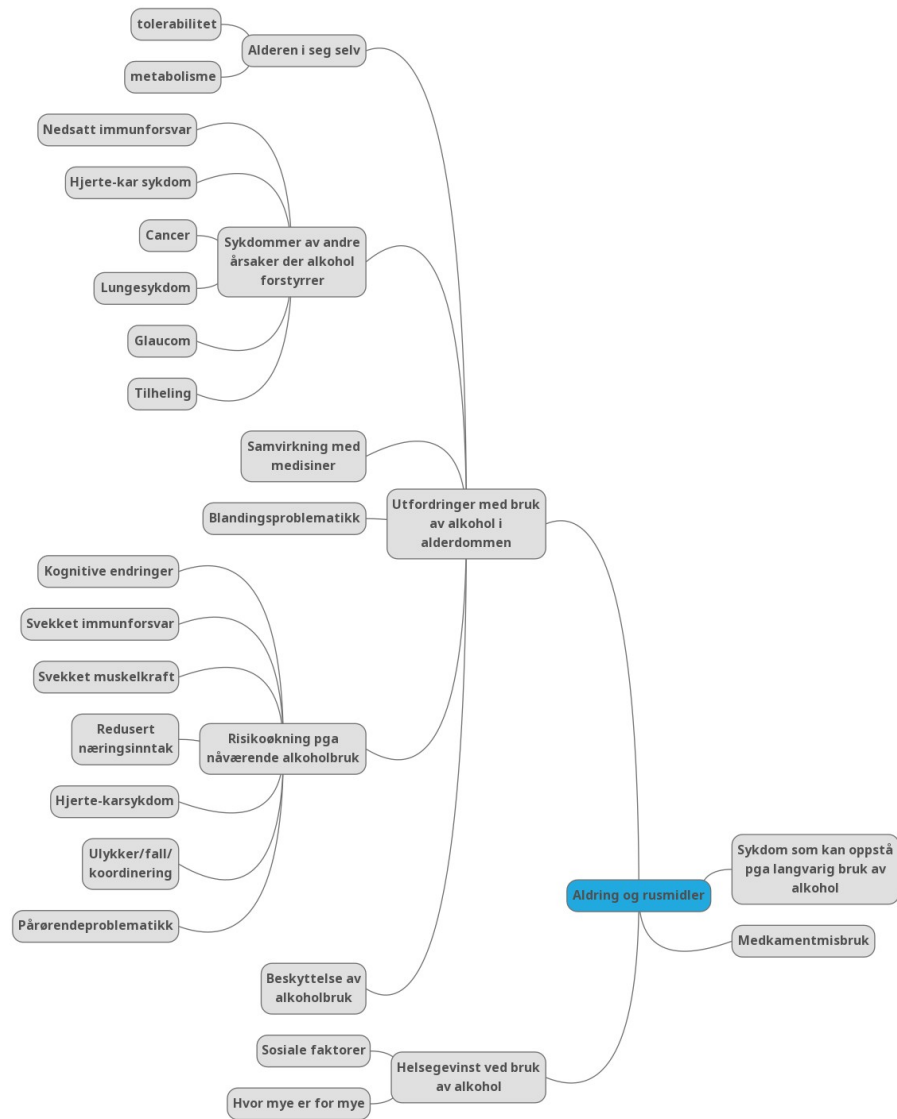 tolerabilitet
Alderen i seg selv
metabolisme
Nedsatt immunforsvar
Hjerte-kar sykdom
Cancer
Sykdommer av andre
årsaker der alkohol
forstyrrer
Lungesykdom
Glaucom
Tilheling
Samvirkning med
medisiner
Blandingsproblematikk
Utfordringer med bruk
av alkohol i
alderdommen
Kognitive endringer
Svekket immunforsvar
Svekket muskelkraft
Redusert
næringsinntak
Risikoøkning pga
nåværende alkoholbruk
Hjerte-karsykdom
Ulykker/fall/
koordinering
Pårørendeproblematikk
Sykdom som kan oppstå
pga langvarig bruk av
alkohol
Aldring og rusmidler
Medkamentmisbruk
Beskyttelse av
alkoholbruk
Sosiale faktorer
Helsegevinst ved bruk
av alkohol
Hvor mye er for mye